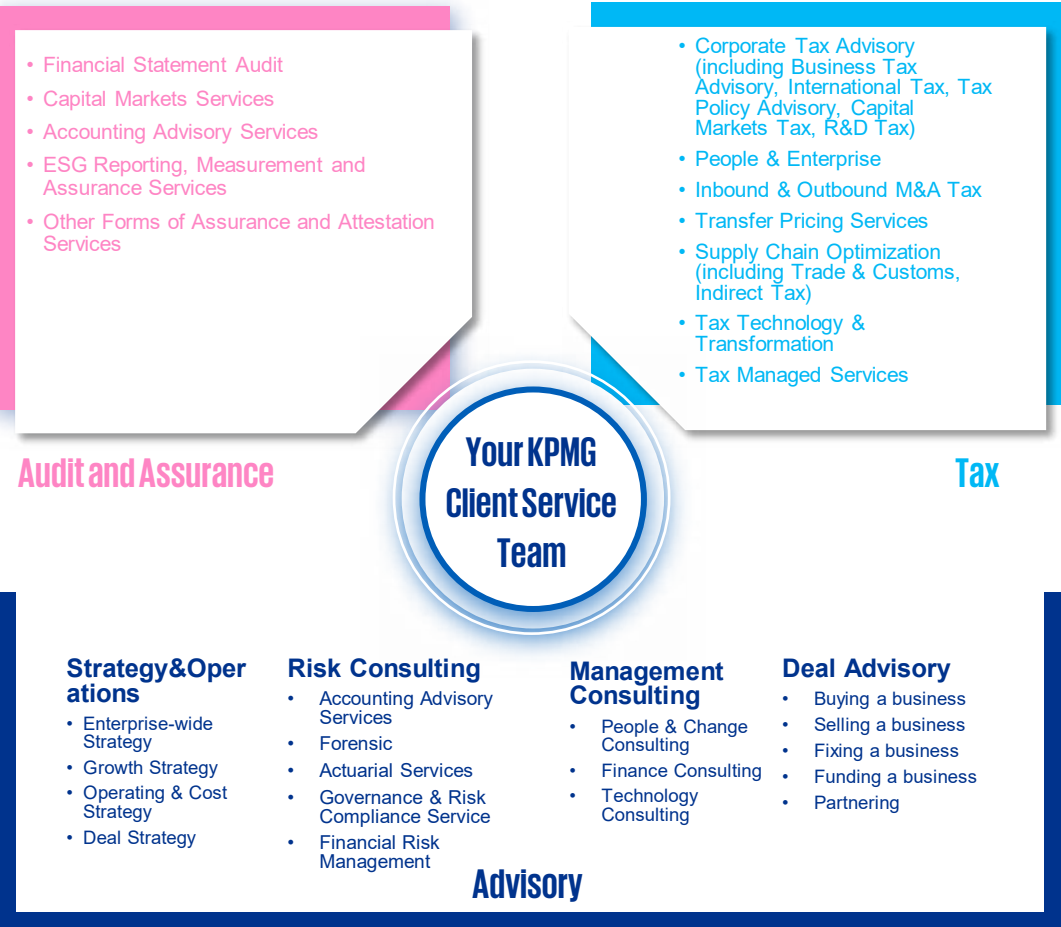 • Financial Statement Audit
• Capital Markets Services
• Accounting Advisory Services
• ESG Reporting, Measurement and
Assurance Services
• Other Forms of Assurance and Attestation
Services
Audit and Assurance
• Corporate Tax Advisory
(including Business Tax
Advisory, International Tax, Tax
Policy Advisory, Capital
Markets Tax, R&D Tax)
• People & Enterprise
• Inbound & Outbound M&A Tax
• Transfer Pricing Services
• Supply Chain Optimization
(including Trade & Customs,
Indirect Tax)
• Tax Technology &
Transformation
• Tax Managed Services
Tax
Your KPMG
Client Service
Team
Strategy&Oper
ations
• Enterprise-wide
Strategy
• Growth Strategy
• Operating & Cost
Strategy
• Deal Strategy
Risk Consulting
• Accounting Advisory
Services
• Forensic
• Actuarial Services
• Governance & Risk
Compliance Service
• Financial Risk
Management
Management
Consulting
• People & Change
Consulting
• Finance Consulting
• Technology
Consulting
Deal Advisory
• Buying a business
• Selling a business
• Fixing a business
• Funding a business
• Partnering
Advisory